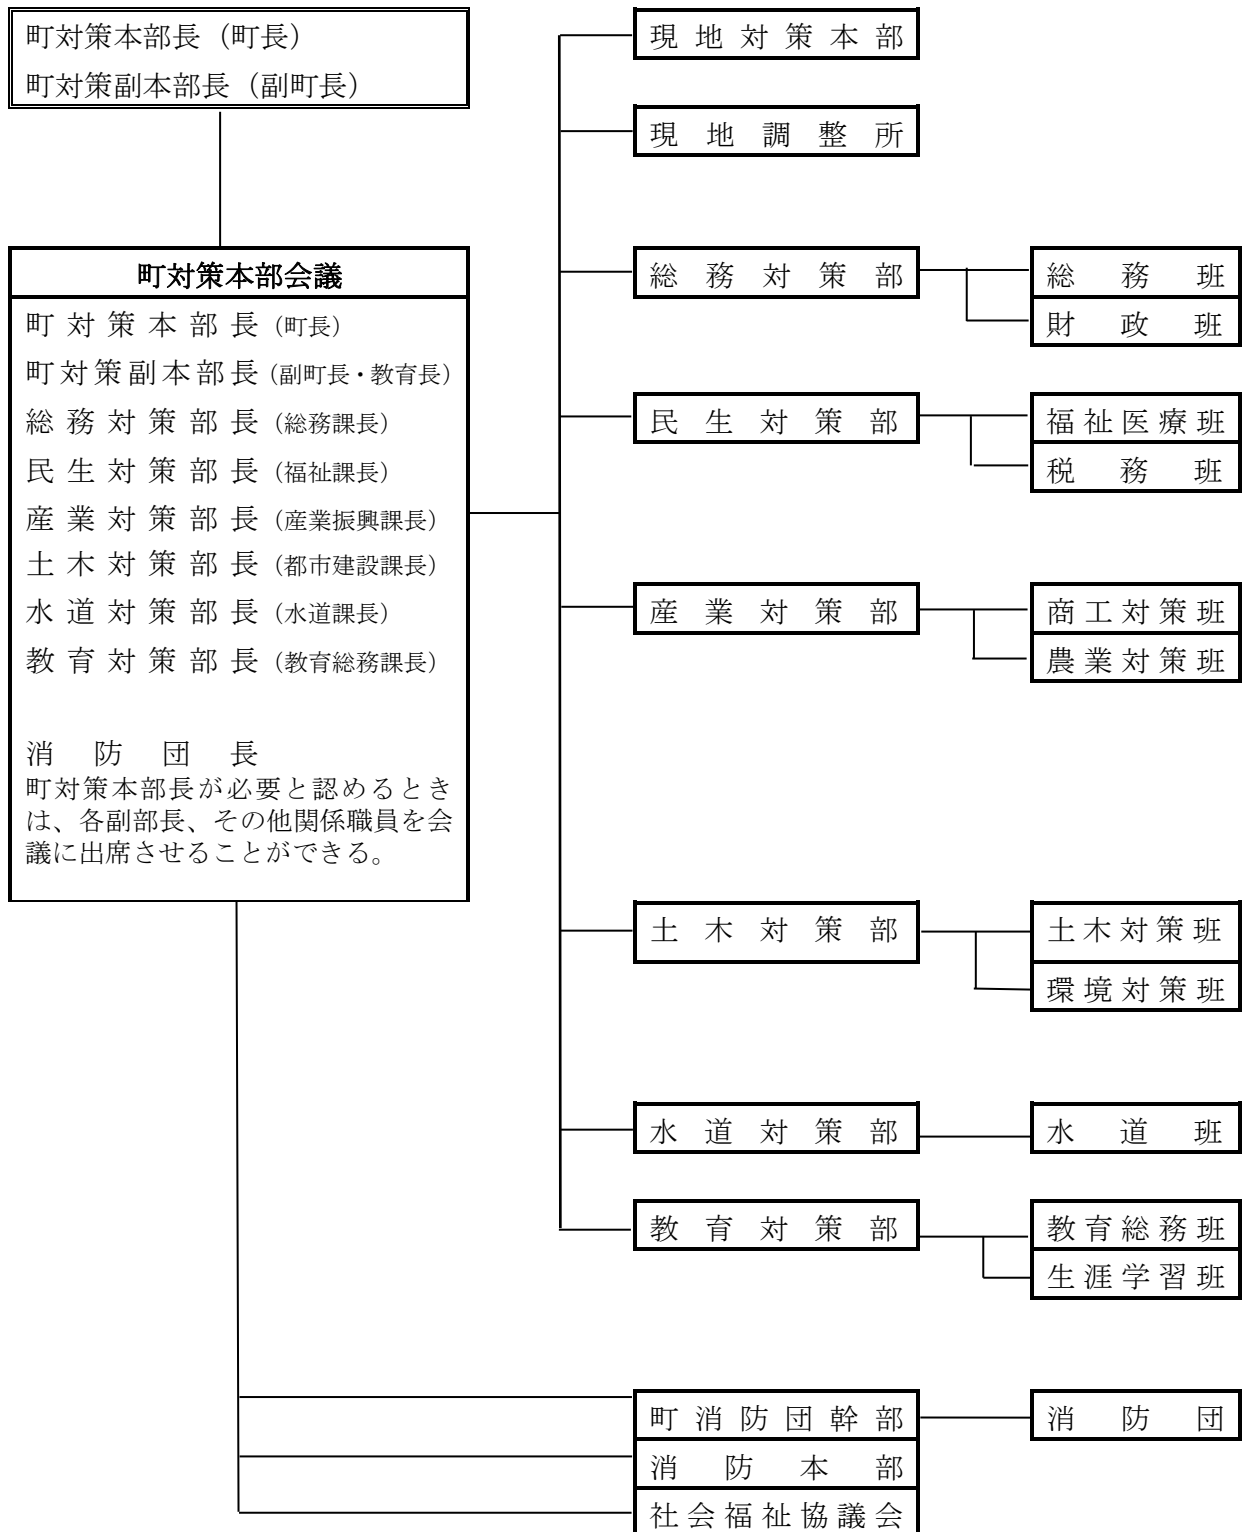 町対策本部長（町長）
町対策副本部長（副町長）
町対策本部会議
町対策本部長（町長）
町対策副本部長（副町長・教育長）
総務対策部長（総務課長）
民生対策部長（福祉課長）
産業対策部長（産業振興課長）
土木対策部長（都市建設課長）
水道対策部長（水道課長）
教育対策部長（教育総務課長）
消防団長
町対策本部長が必要と認めるとき
は、各副部長、その他関係職員を会
議に出席させることができる。
現地対策本部
現地調整所
総務対策部
総務班
財政班
民生対策部
福祉医療班
税務班
産業対策部
商工対策班
農業対策班
土木対策部
土木対策班
環境対策班
水道対策部
水道班
教育対策部
教育総務班
生涯学習班
町消防団幹部
消防団
消防本部
社会福祉協議会